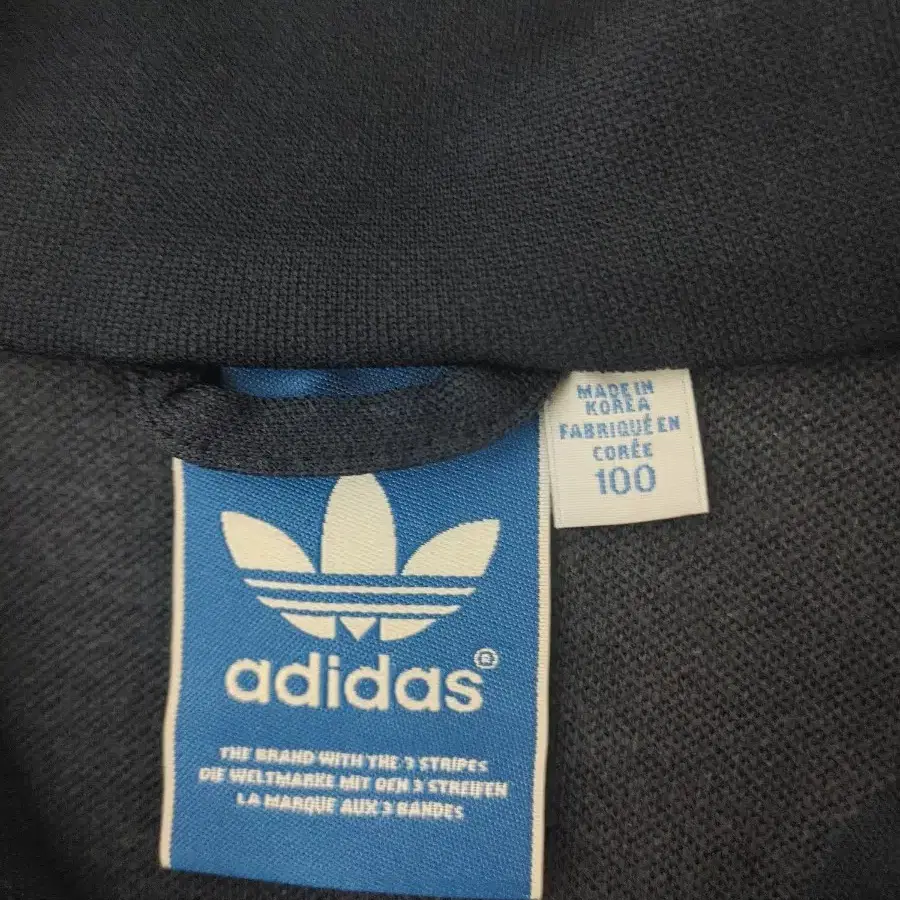 MADE IN
KOREA
FABRIQUÉ EN
CORÉE
100
adidas®
THE BRAND WITH THE 3 STRIPES
DIE WELTMARKE MIT DEN 3 STREIFEN
LA MARQUE AUX 3 BANDES